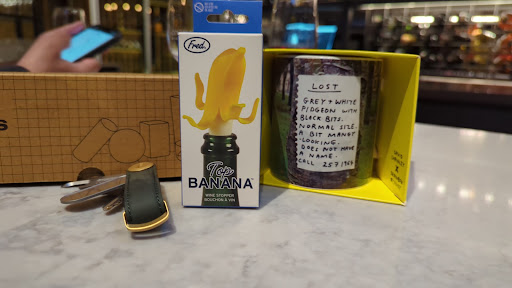 Fred.
Top
BANANA
WINE STOPPER
BOUCHON À VIN
LOST
GREY + WHITE
PIDGEON WITH
BLACK BITS.
NORMAL SIZE.
A BIT MANGY
LOOKING.
DOES NOT HAVE
A NAME.
CALL 257 1964
S